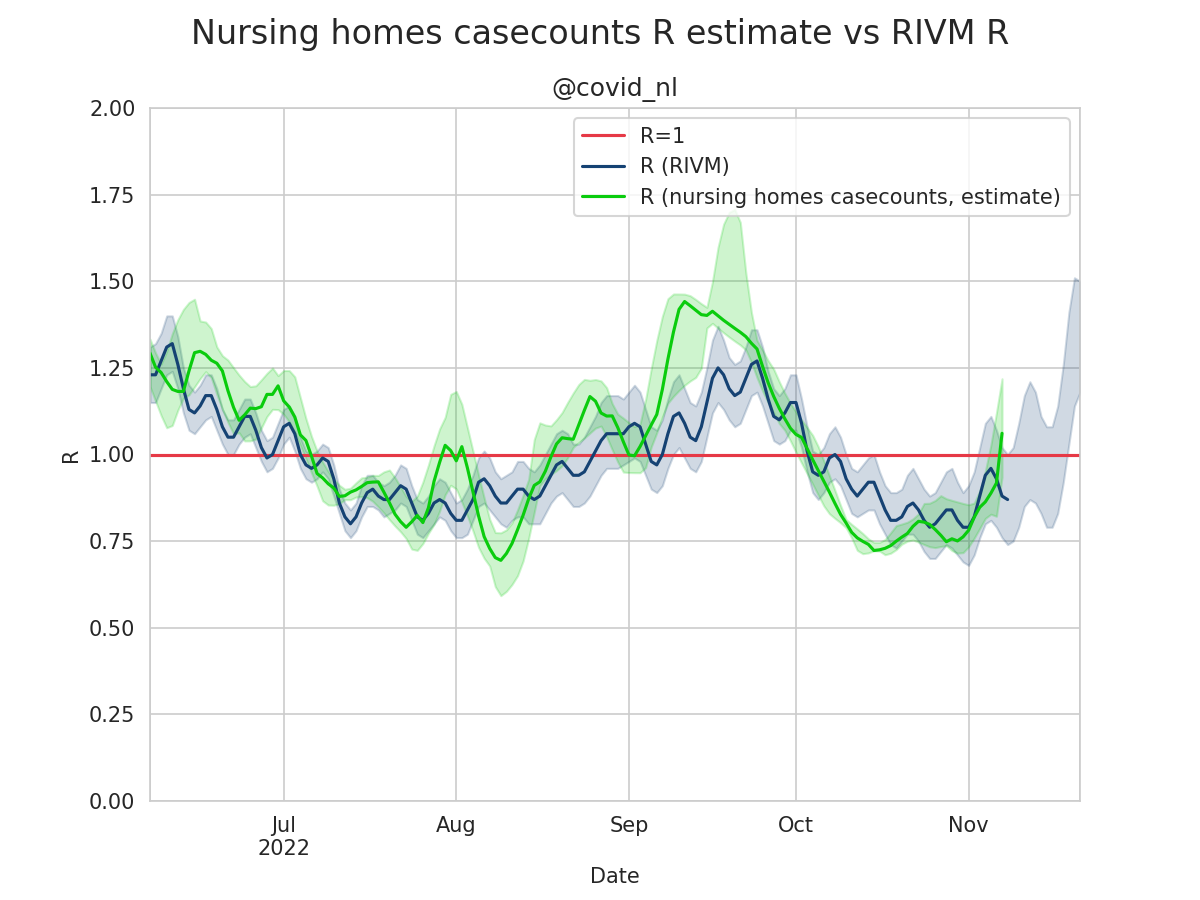 Nursing homes casecounts R estimate vs RIVM R
@covid_nl
R=1
R (RIVM)
R (nursing homes casecounts, estimate)
2.00
1.75
1.50
1.25
1.00
0.75
0.50
0.25
0.00
R
Jul
2022
Aug
Sep
Oct
Nov
Date